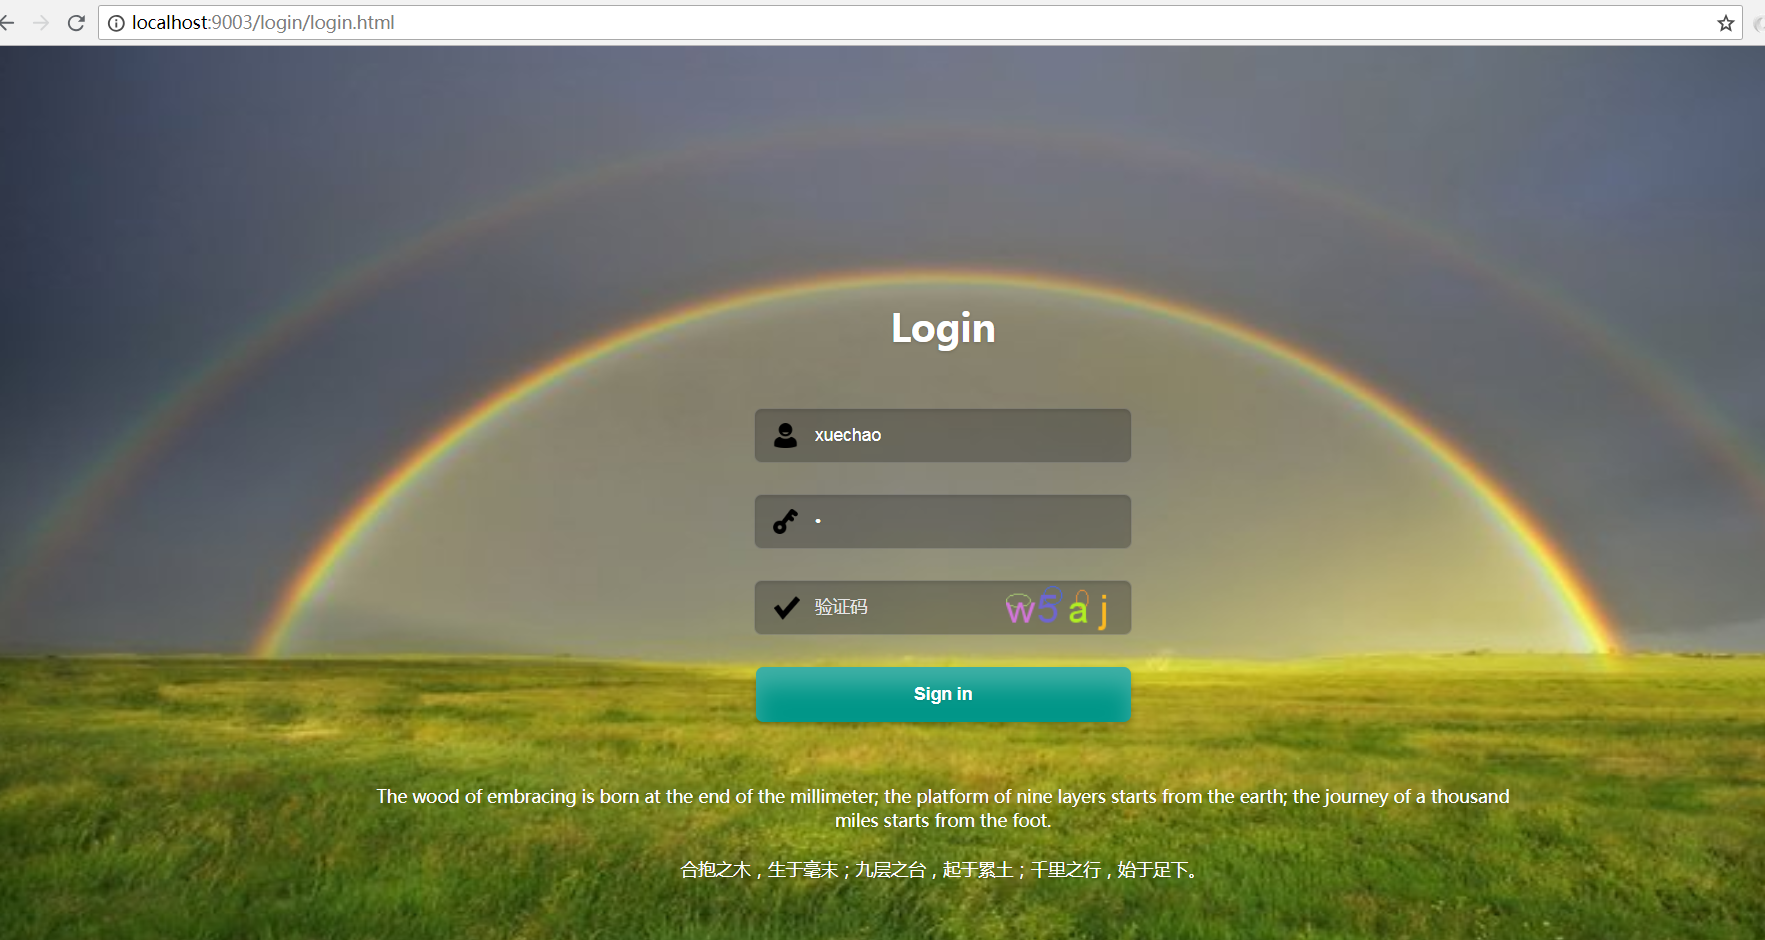 localhost:9003/login/login.html
Login
xuechao
•
验证码 w5aj
Sign in
The wood of embracing is born at the end of the millimeter; the platform of nine layers starts from the earth; the journey of a thousand
miles starts from the foot.
合抱之木，生于毫末；九层之台，起于累土；千里之行，始于足下。